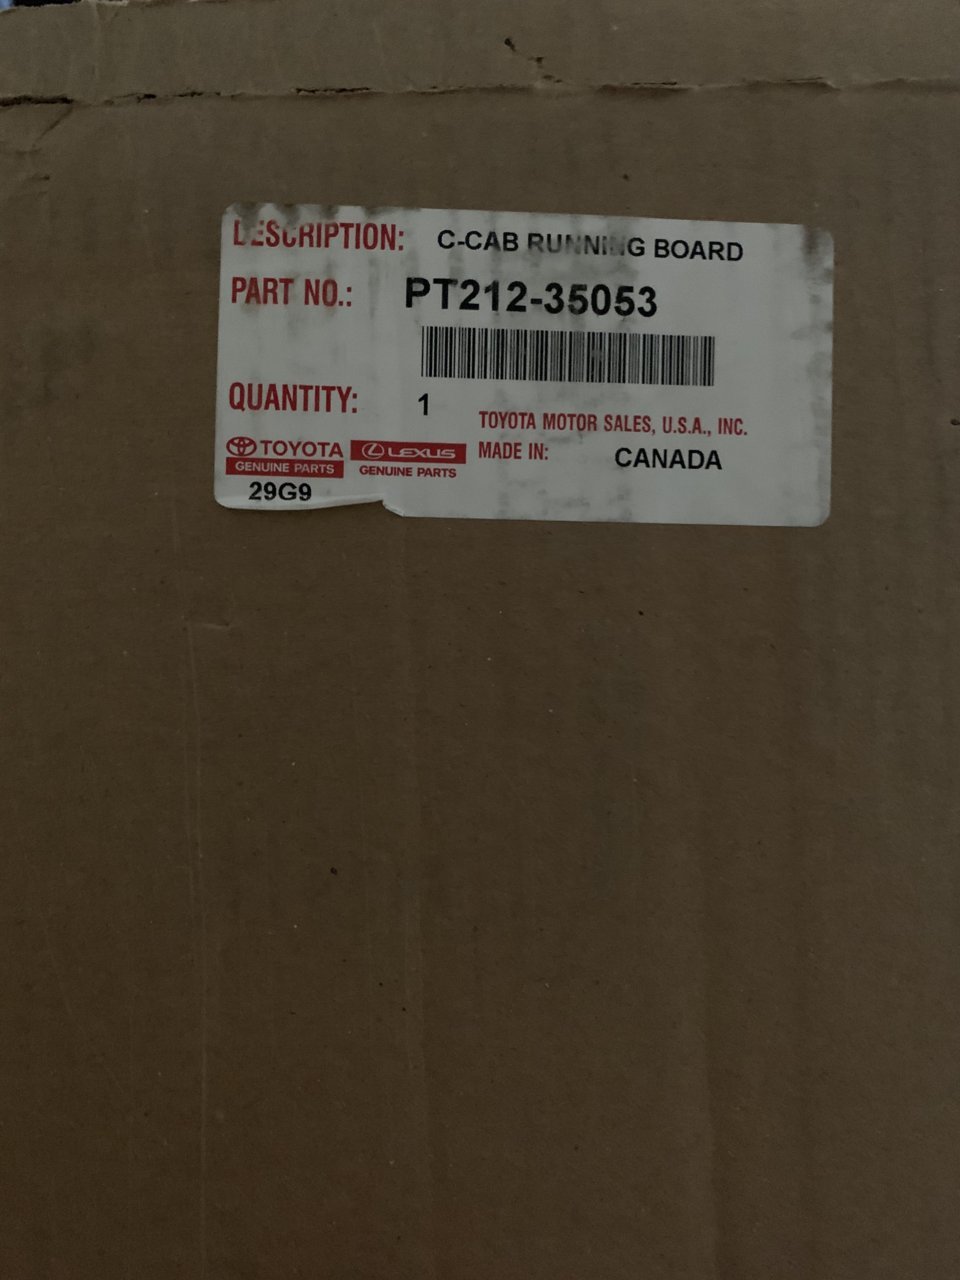 DESCRIPTION: C-CAB RUNNING BOARD
PART NO.: PT212-35053
QUANTITY: 1
TOYOTA MOTOR SALES, U.S.A., INC.
TOYOTA LEXUS MADE IN: CANADA
GENUINE PARTS GENUINE PARTS
29G9